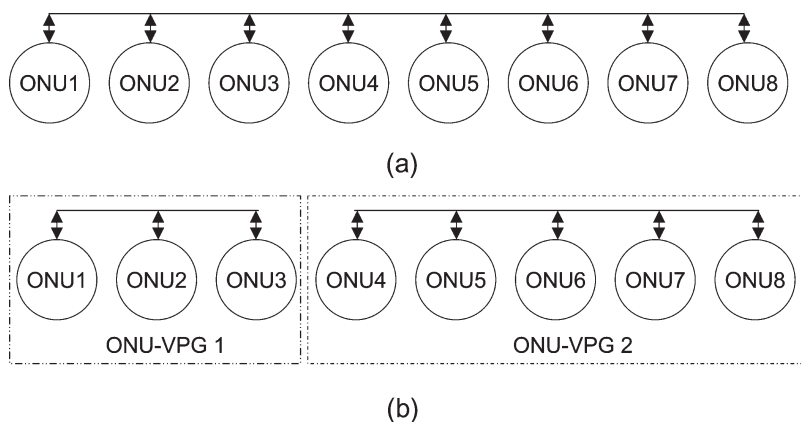 ONU1 ONU2 ONU3 ONU4 ONU5 ONU6 ONU7 ONU8
(a)
ONU1 ONU2 ONU3 ONU4 ONU5 ONU6 ONU7 ONU8
ONU-VPG 1 ONU-VPG 2
(b)